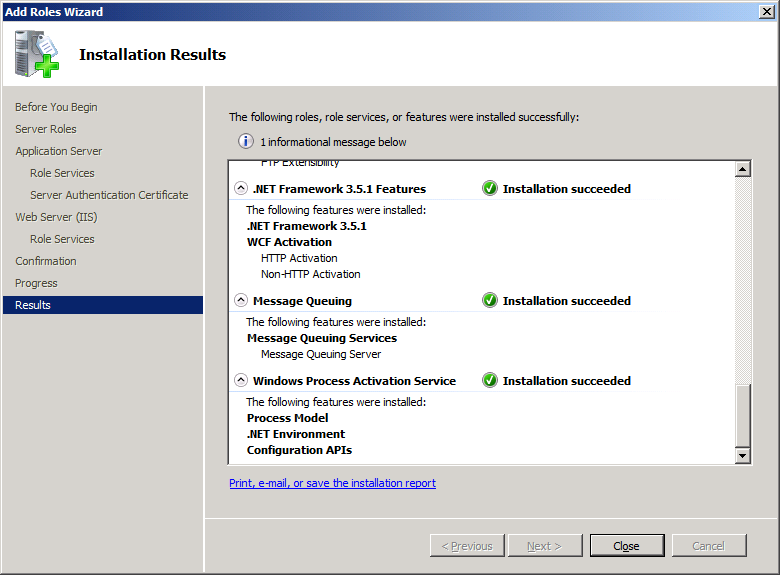 Add Roles Wizard
Installation Results
Before You Begin
Server Roles
Application Server
Role Services
Server Authentication Certificate
Web Server (IIS)
Role Services
Confirmation
Progress
Results
The following roles, role services, or features were installed successfully:
1 informational message below
FTP Extensibility
.NET Framework 3.5.1 Features Installation succeeded
The following features were installed:
.NET Framework 3.5.1
WCF Activation
HTTP Activation
Non-HTTP Activation
Message Queuing Installation succeeded
The following features were installed:
Message Queuing Services
Message Queuing Server
Windows Process Activation Service Installation succeeded
The following features were installed:
Process Model
.NET Environment
Configuration APIs
Print, e-mail, or save the installation report
< Previous Next > Close Cancel